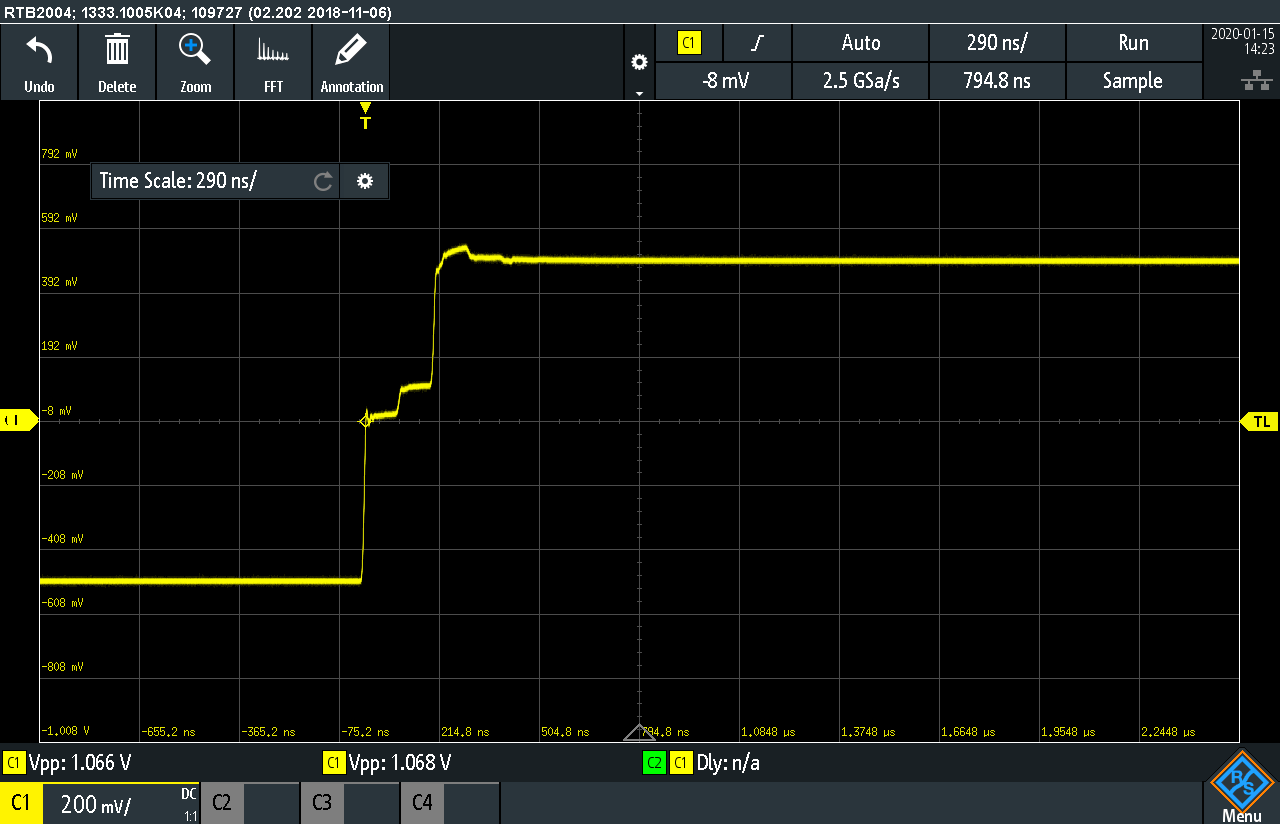 RTB2004; 1333.1005K04; 109727 (02.202 2018-11-06)
Undo Delete Zoom FFT Annotation
C1 Auto 290 ns/ Run
-8 mV 2.5 GSa/s 794.8 ns Sample
2020-01-15
14:23
T
792 mV
Time Scale: 290 ns/
592 mV
392 mV
192 mV
-8 mV
C1
TL
-208 mV
-408 mV
-608 mV
-808 mV
-1.008 V -655.2 ns -365.2 ns -75.2 ns 214.8 ns 504.8 ns 794.8 ns 1.0848 µs 1.3748 µs 1.6648 µs 1.9548 µs 2.2448 µs
C1 Vpp: 1.066 V C1 Vpp: 1.068 V C2 C1 Dly: n/a
C1 200 mV/ DC 1:1 C2 C3 C4
R&S
Menu